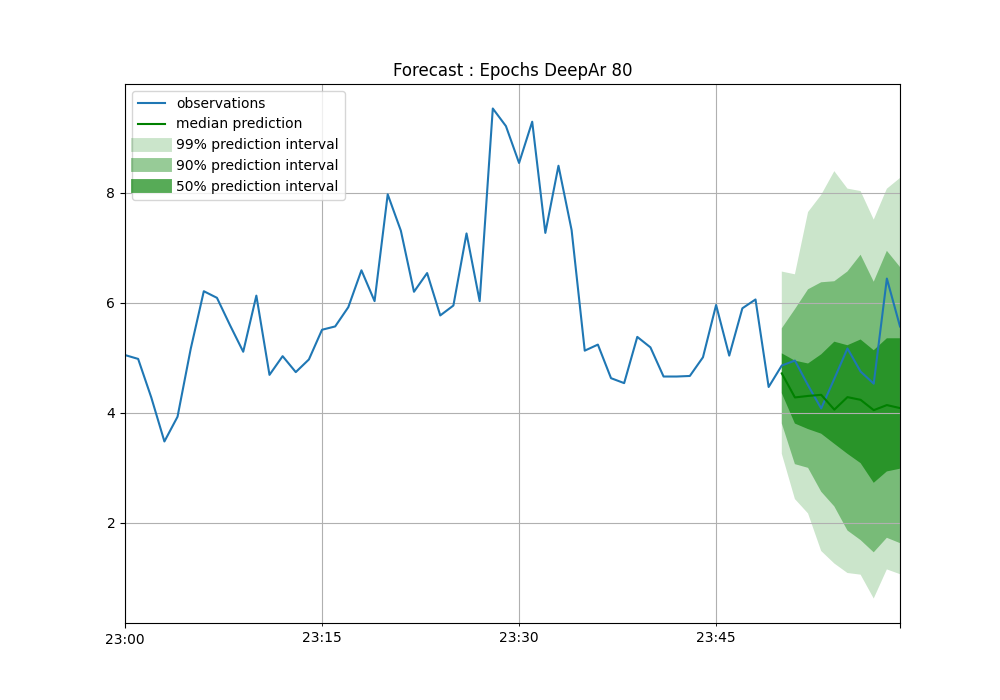 Forecast : Epochs DeepAr 80
observations
median prediction
99% prediction interval
90% prediction interval
50% prediction interval
8
6
4
2
23:00
23:15
23:30
23:45